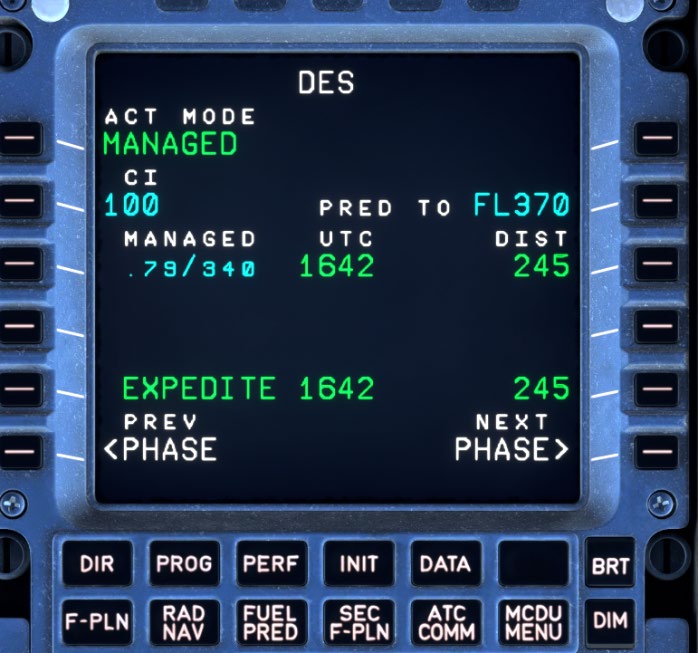 DES
ACT MODE
MANAGED
CI
100 PRED TO FL370
MANAGED UTC DIST
.79/340 1642 245
EXPEDITE 1642 245
PREV NEXT
<PHASE PHASE>
DIR PROG PERF INIT DATA BRT
F-PLN RAD NAV FUEL PRED SEC F-PLN ATC COMM MCDU MENU DIM